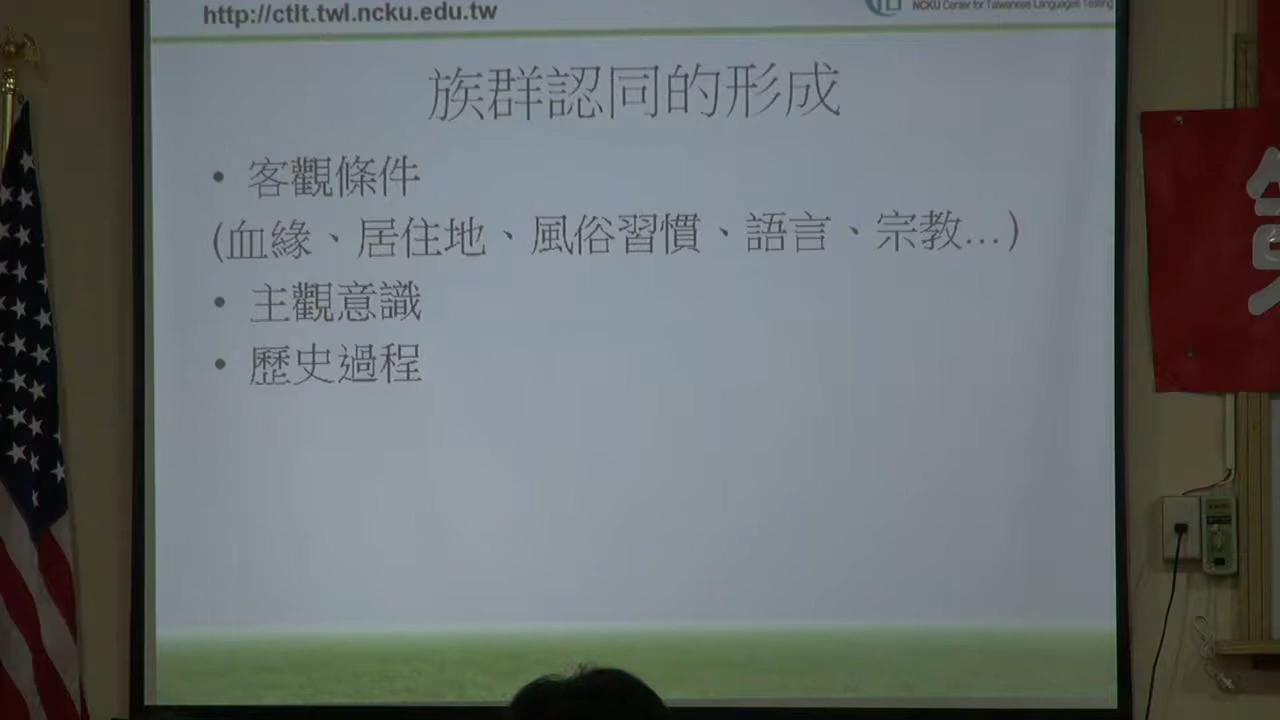 http://ctlt.twl.ncku.edu.tw
NCKU Center for Taiwanese Languages Testing
族群認同的形成
• 客觀條件
(血緣、居住地、風俗習慣、語言、宗教...)
• 主觀意識
• 歷史過程